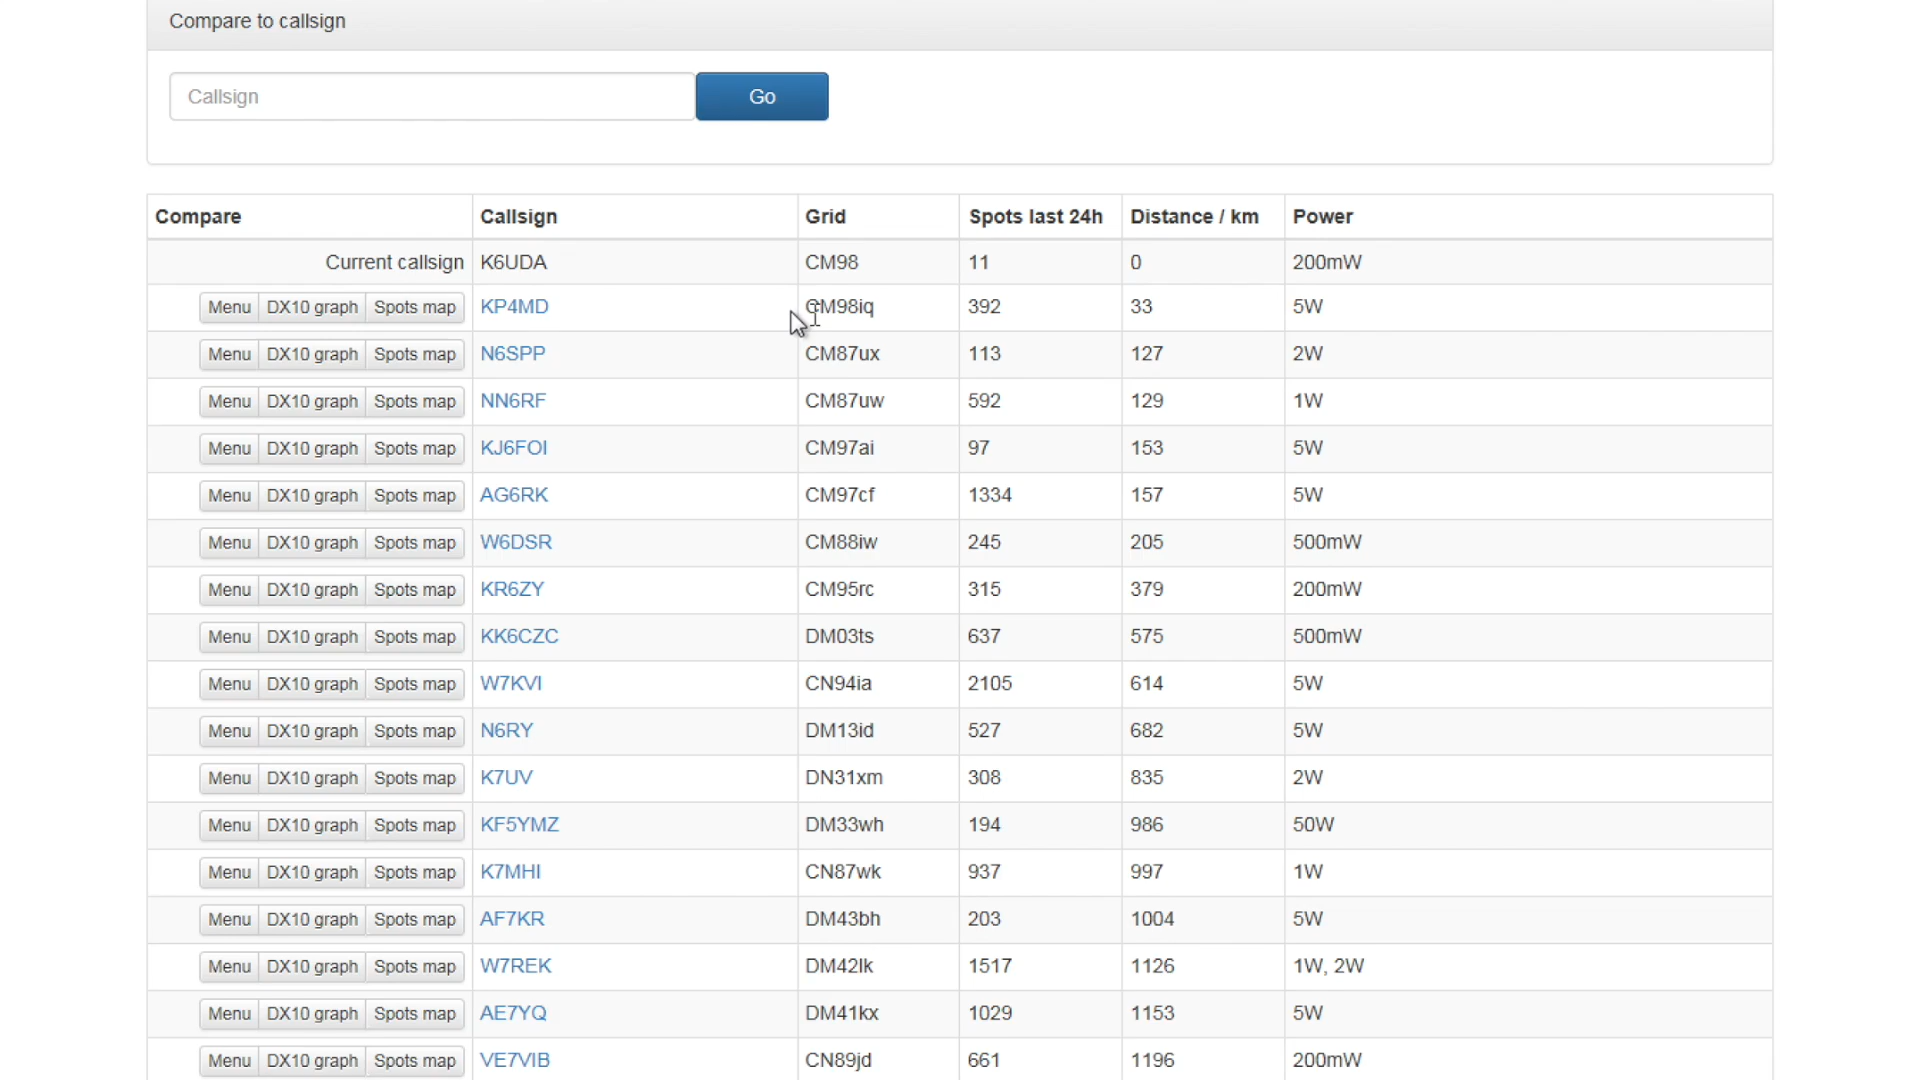 Compare to callsign
Callsign Go
Compare Callsign Grid Spots last 24h Distance / km Power
Current callsign K6UDA CM98 11 0 200mW
Menu DX10 graph Spots map KP4MD CM98iq 392 33 5W
Menu DX10 graph Spots map N6SPP CM87ux 113 127 2W
Menu DX10 graph Spots map NN6RF CM87uw 592 129 1W
Menu DX10 graph Spots map KJ6FOI CM97ai 97 153 5W
Menu DX10 graph Spots map AG6RK CM97cf 1334 157 5W
Menu DX10 graph Spots map W6DSR CM88iw 245 205 500mW
Menu DX10 graph Spots map KR6ZY CM95rc 315 379 200mW
Menu DX10 graph Spots map KK6CZC DM03ts 637 575 500mW
Menu DX10 graph Spots map W7KVI CN94ia 2105 614 5W
Menu DX10 graph Spots map N6RY DM13id 527 682 5W
Menu DX10 graph Spots map K7UV DN31xm 308 835 2W
Menu DX10 graph Spots map KF5YMZ DM33wh 194 986 50W
Menu DX10 graph Spots map K7MHI CN87wk 937 997 1W
Menu DX10 graph Spots map AF7KR DM43bh 203 1004 5W
Menu DX10 graph Spots map W7REK DM42lk 1517 1126 1W, 2W
Menu DX10 graph Spots map AE7YQ DM41kx 1029 1153 5W
Menu DX10 graph Spots map VE7VIB CN89jd 661 1196 200mW